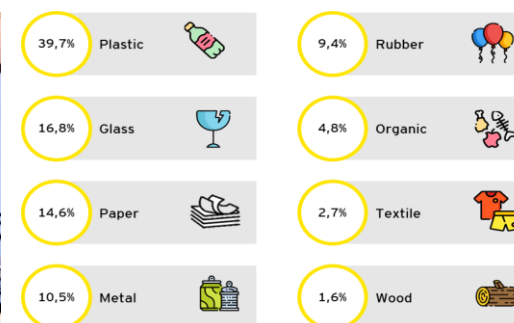 39,7% Plastic
16,8% Glass
14,6% Paper
10,5% Metal
9,4% Rubber
4,8% Organic
2,7% Textile
1,6% Wood